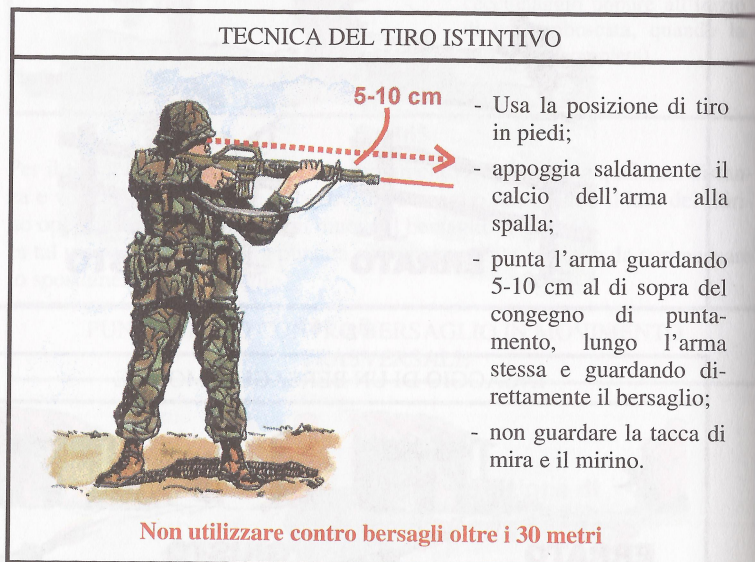 TECNICA DEL TIRO ISTINTIVO
5-10 cm
- Usa la posizione di tiro
in piedi;
- appoggia saldamente il
calcio dell'arma alla
spalla;
- punta l'arma guardando
5-10 cm al di sopra del
congegno di punta-
mento, lungo l'arma
stessa e guardando di-
rettamente il bersaglio;
- non guardare la tacca di
mira e il mirino.
Non utilizzare contro bersagli oltre i 30 metri